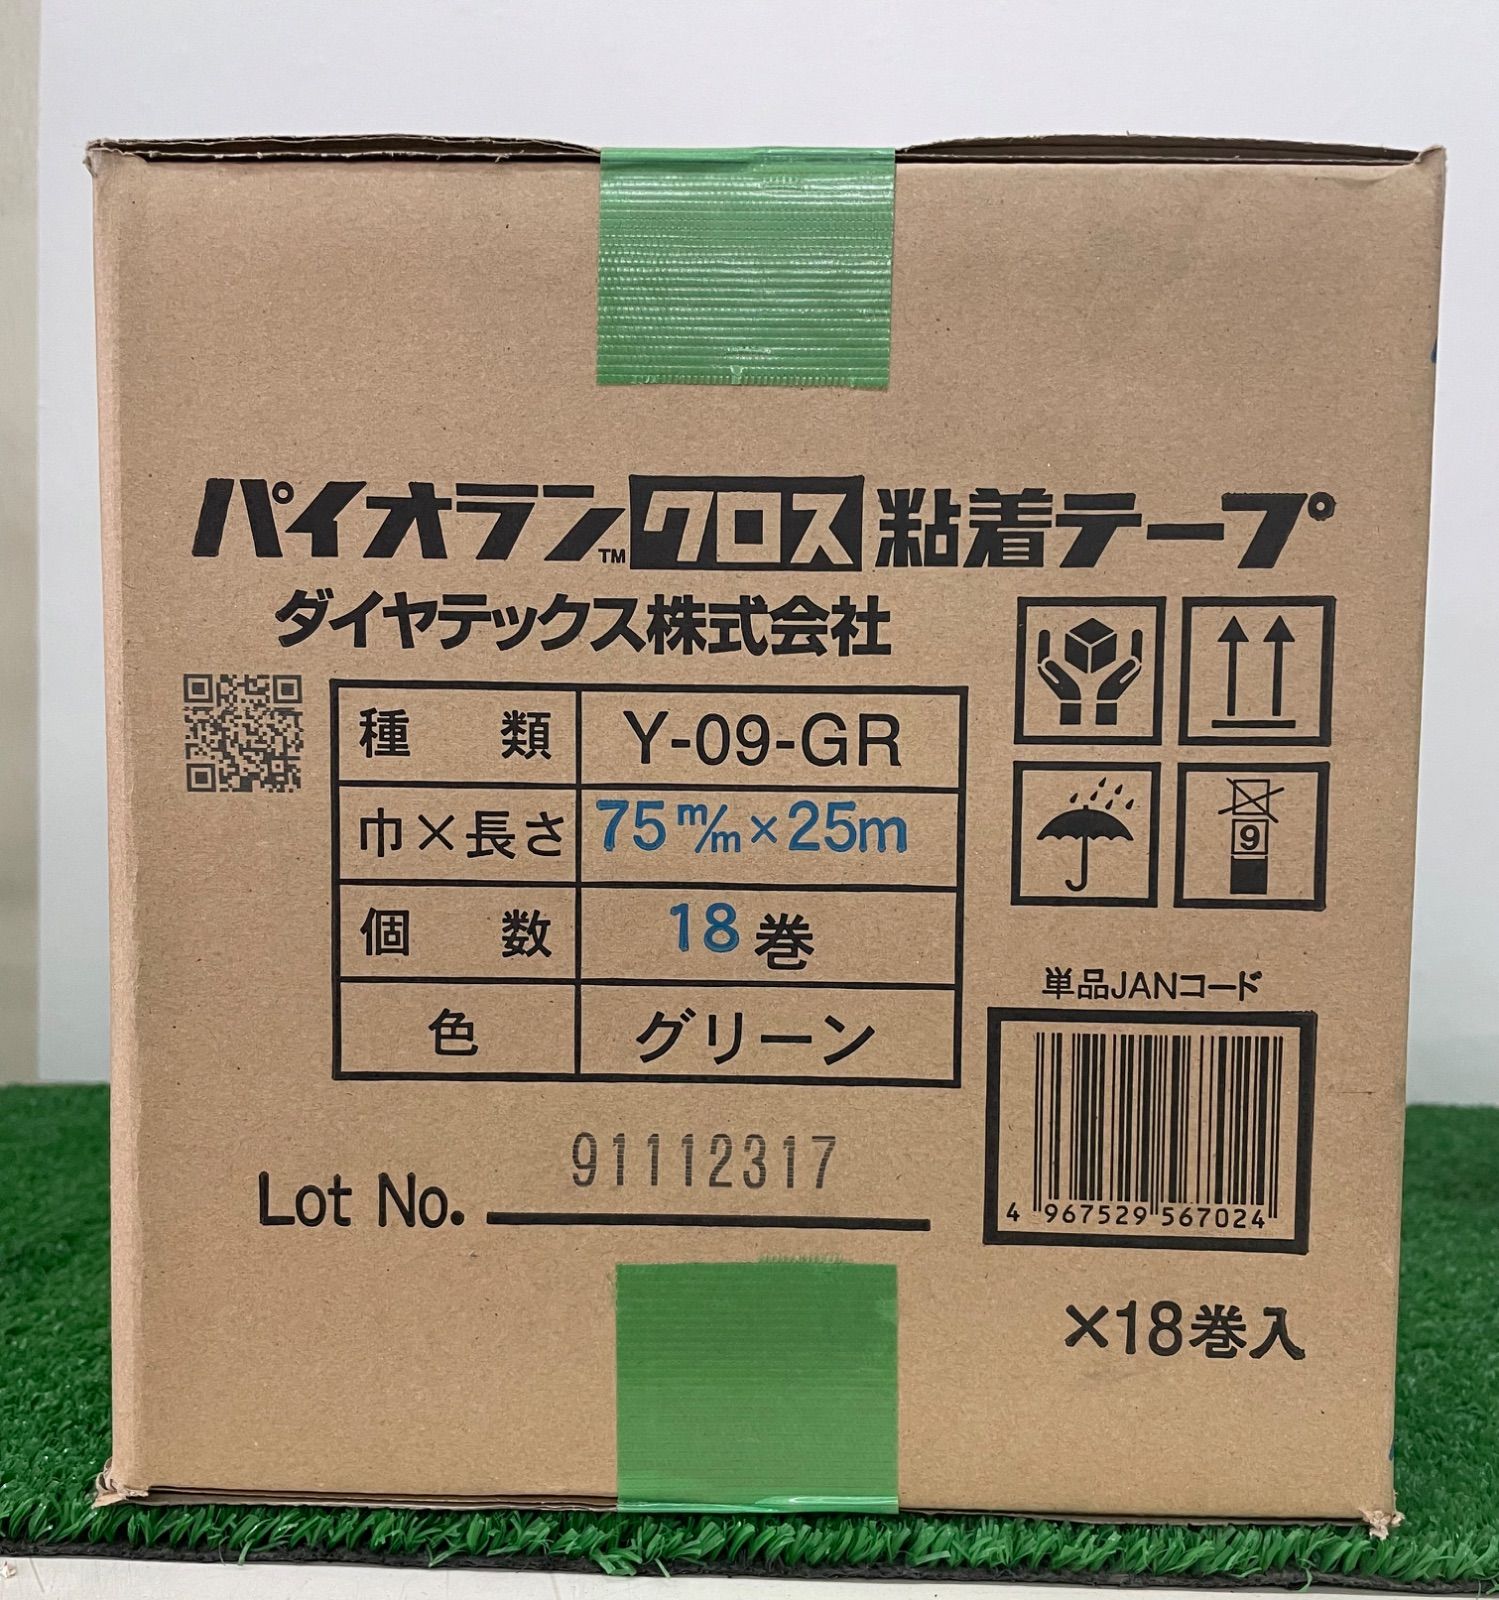 パイオラン™クロス粘着テープ
ダイヤテックス株式会社
種 類 Y-09-GR
巾×長さ 75m/m×25m
個 数 18巻
色 グリーン
9
単品JANコード
4 967529 567024
Lot No. 91112317
×18巻入